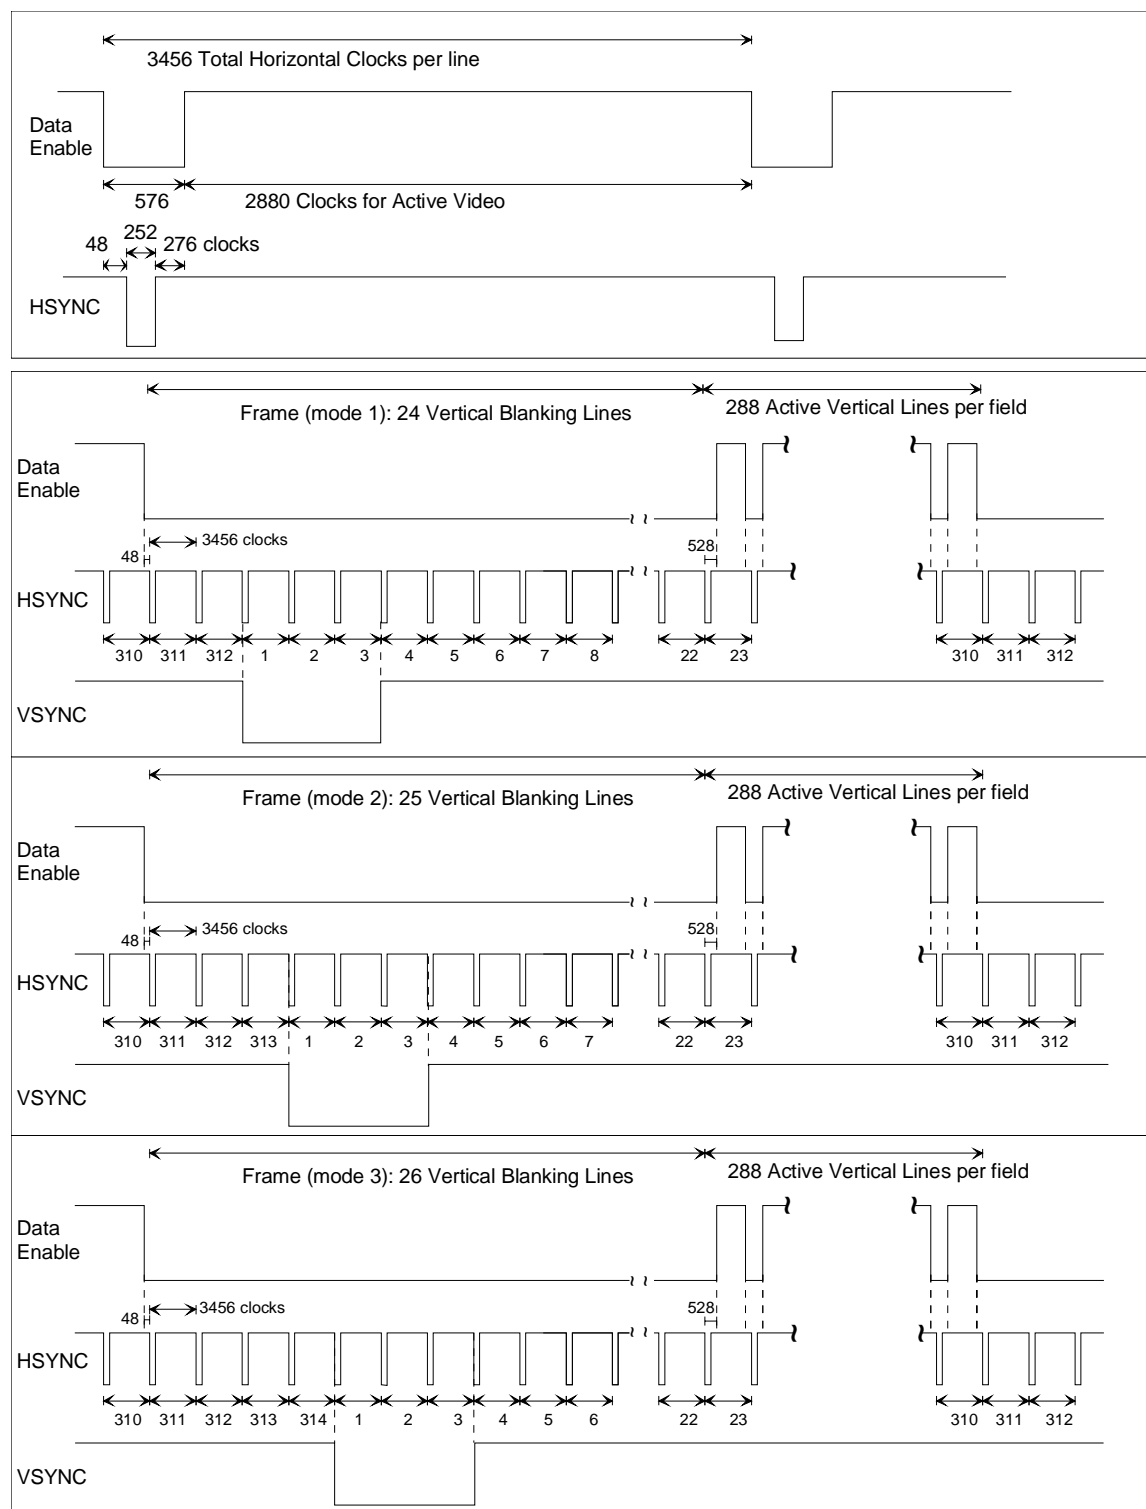 3456 Total Horizontal Clocks per line
Data
Enable
576
2880 Clocks for Active Video
252
48
276 clocks
HSYNC
Frame (mode 1): 24 Vertical Blanking Lines
288 Active Vertical Lines per field
Data
Enable
3456 clocks
48
528
HSYNC
310 311 312 1 2 3 4 5 6 7 8 22 23 310 311 312
VSYNC
Frame (mode 2): 25 Vertical Blanking Lines
288 Active Vertical Lines per field
Data
Enable
3456 clocks
48
528
HSYNC
310 311 312 313 1 2 3 4 5 6 7 22 23 310 311 312
VSYNC
Frame (mode 3): 26 Vertical Blanking Lines
288 Active Vertical Lines per field
Data
Enable
3456 clocks
48
528
HSYNC
310 311 312 313 314 1 2 3 4 5 6 22 23 310 311 312
VSYNC